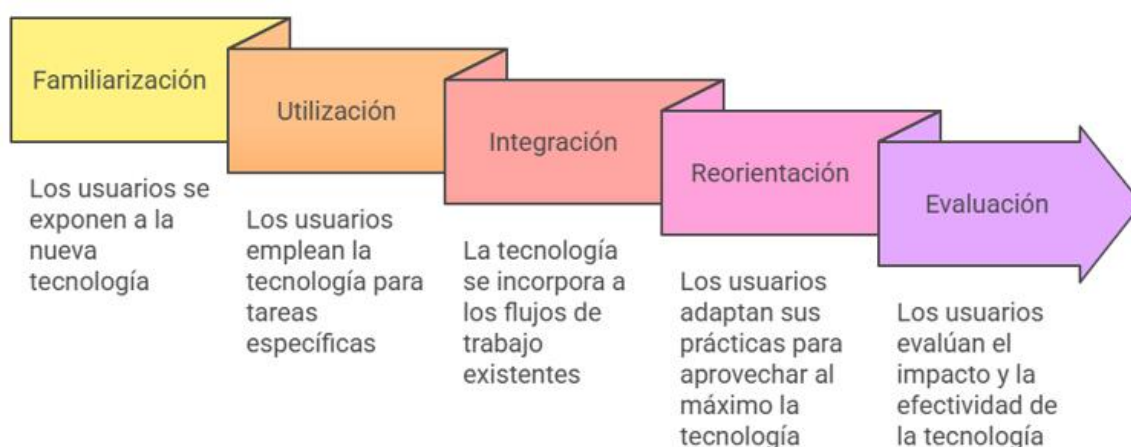 Familiarización
Los usuarios se
exponen a la
nueva
tecnología
Utilización
Los usuarios
emplean la
tecnología para
tareas
específicas
Integración
La tecnología
se incorpora a
los flujos de
trabajo
existentes
Reorientación
Los usuarios
adaptan sus
prácticas para
aprovechar al
máximo la
tecnología
Evaluación
Los usuarios
evalúan el
impacto y la
efectividad de
la tecnología